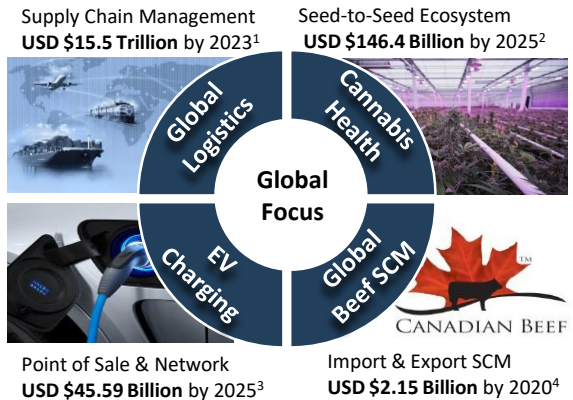 Supply Chain Management
USD $15.5 Trillion by 2023¹
Seed-to-Seed Ecosystem
USD $146.4 Billion by 2025²
Global
Logistics
Cannabis
Health
Global
Focus
EV
Charging
Global
Beef SCM
TM
CANADIAN BEEF
Point of Sale & Network
USD $45.59 Billion by 2025³
Import & Export SCM
USD $2.15 Billion by 2020⁴